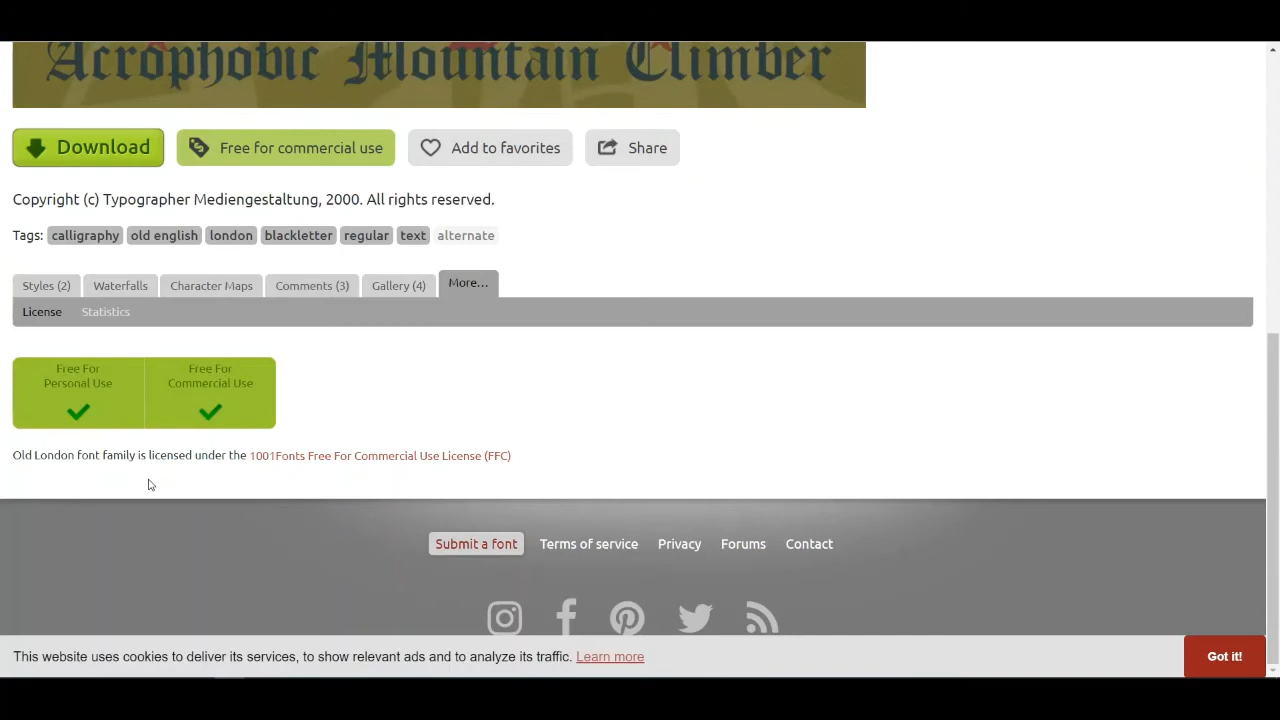 Acrophobic Mountain Climber
Download Free for commercial use Add to favorites Share
Copyright (c) Typographer Mediengestaltung, 2000. All rights reserved.
Tags: calligraphy old english london blackletter regular text alternate
Styles (2) Waterfalls Character Maps Comments (3) Gallery (4) More...
License Statistics
Free For Free For
Personal Use Commercial Use
Old London font family is licensed under the 1001Fonts Free For Commercial Use License (FFC)
Submit a font Terms of service Privacy Forums Contact
This website uses cookies to deliver its services, to show relevant ads and to analyze its traffic. Learn more Got it!